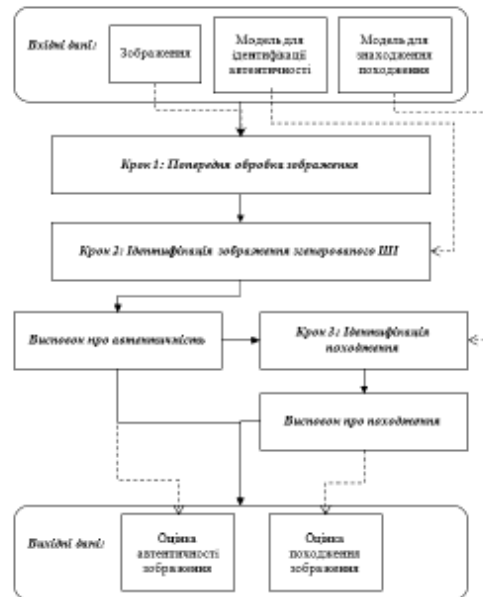 Вхідні дані:
Зображення
Модель для
ідентифікації
автентичності
Модель для
знаходження
походження
Крок 1: Попередня обробка зображення
Крок 2: Ідентифікація зображення згенерованого ШІ
Висновок про автентичність
Крок 3: Ідентифікація
походження
Висновок про походження
Вихідні дані:
Оцінка
автентичності
зображення
Оцінка
походження
зображення